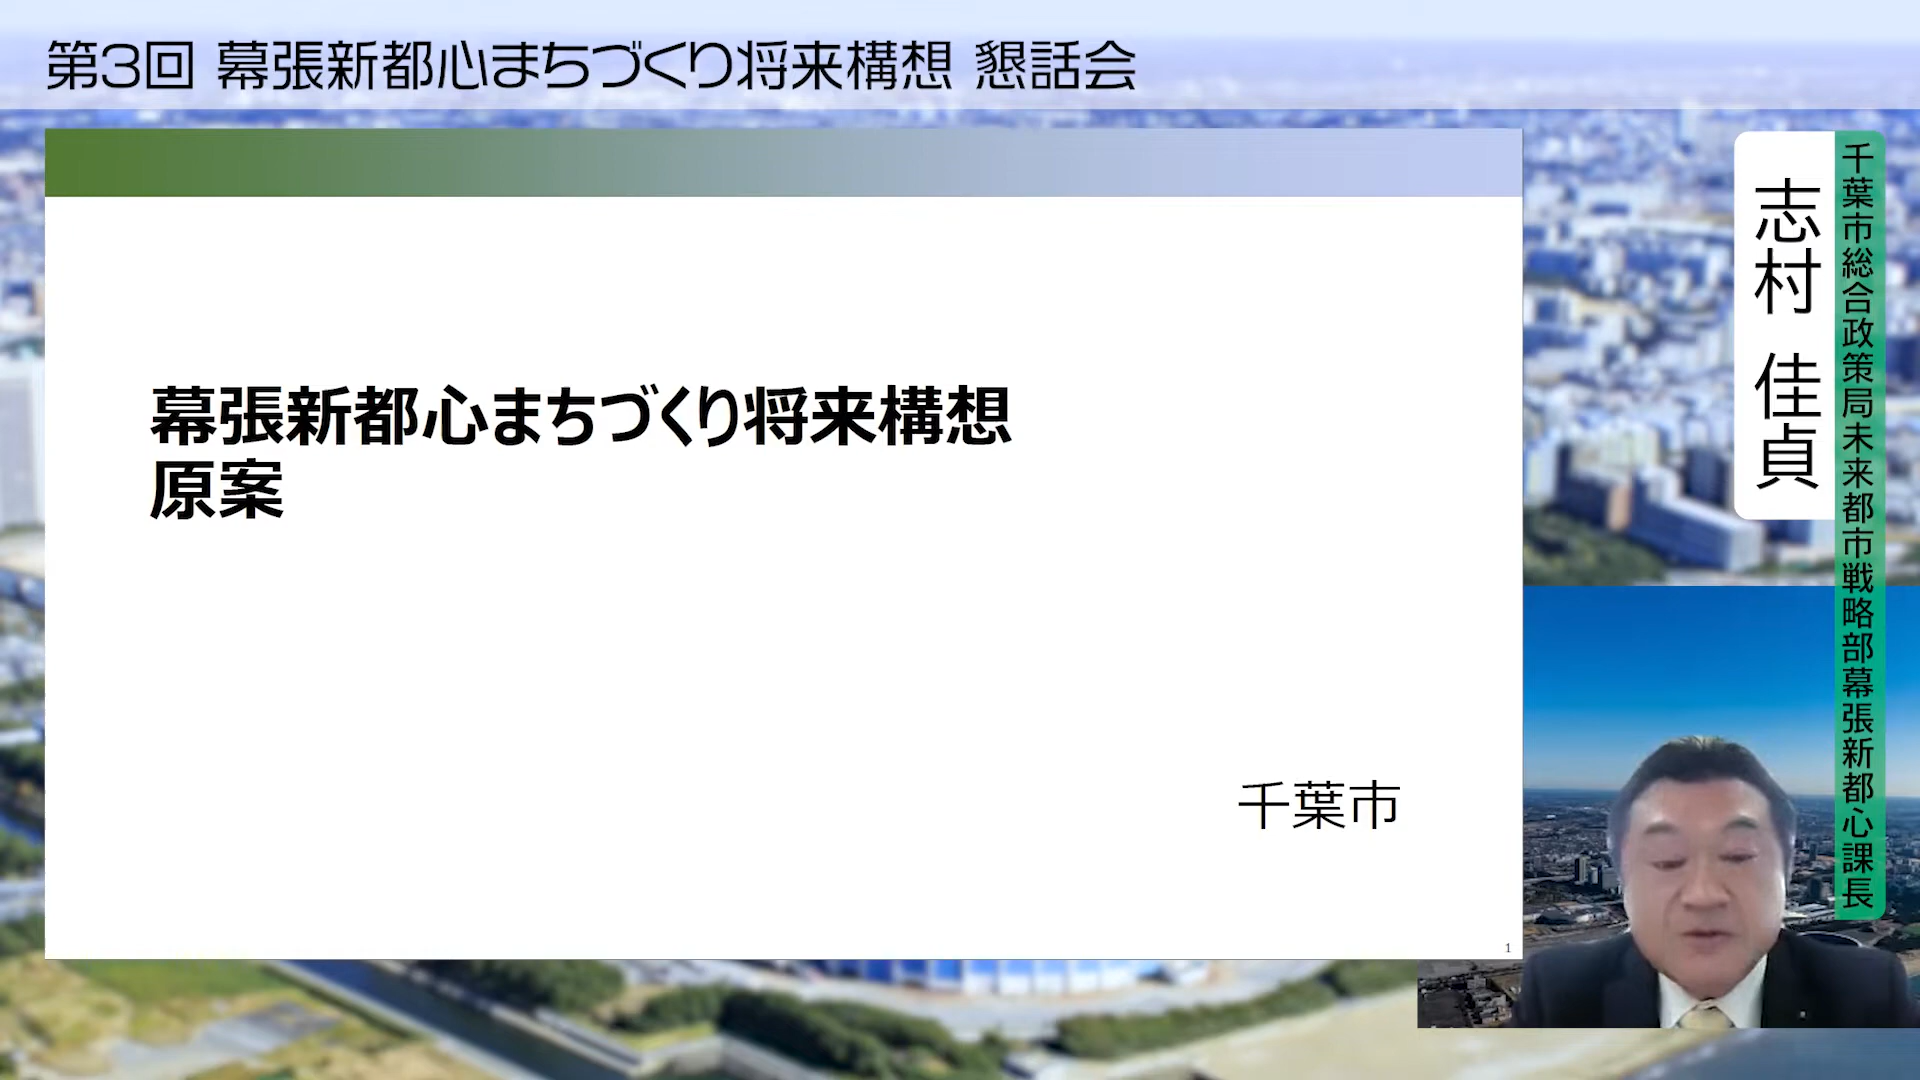 第3回 幕張新都心まちづくり将来構想 懇話会
幕張新都心まちづくり将来構想
原案
千葉市
1
千葉市総合政策局未来都市戦略部幕張新都心課長
志村 佳貞